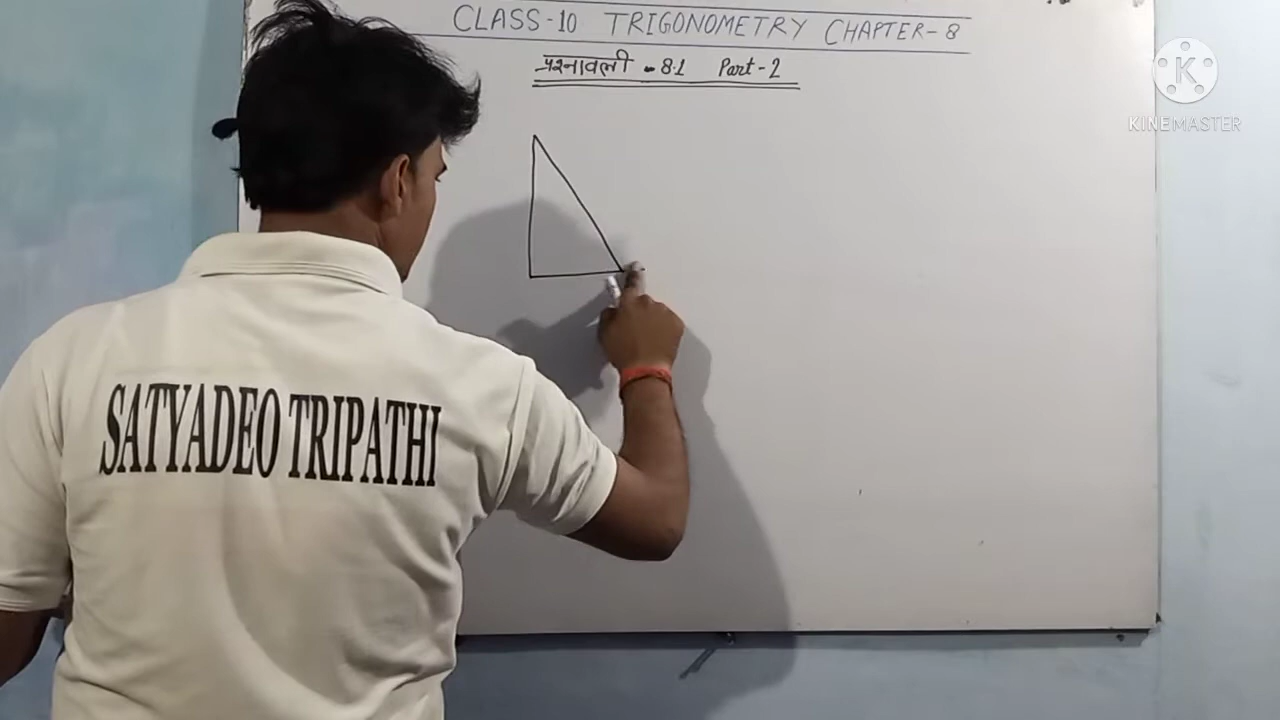 CLASS-10 TRIGONOMETRY CHAPTER-8
प्रश्नावली - 8.1 Part-2
K
KINEMASTER
SATYADEO TRIPATHI